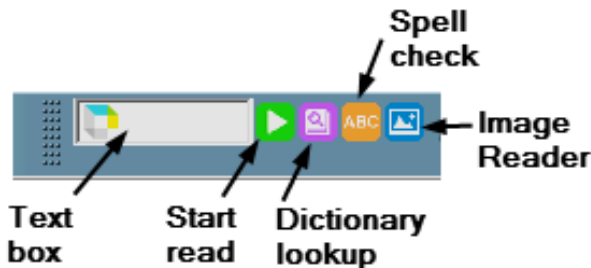 Spell
check
ABC
Image
Reader
Text
box
Start
read
Dictionary
lookup